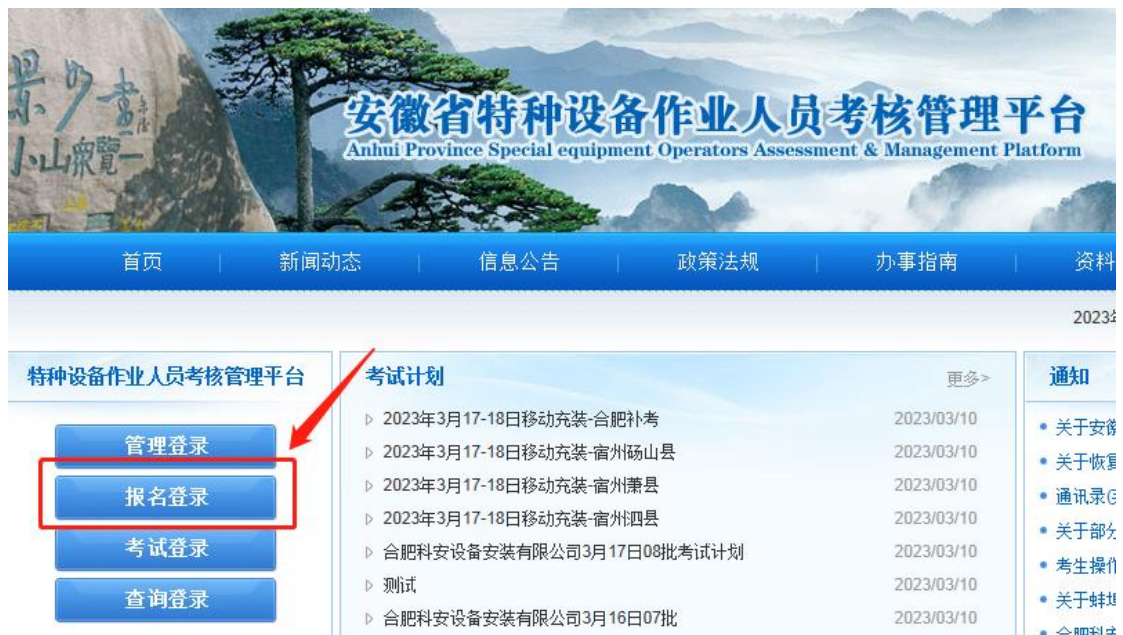 安徽省特种设备作业人员考核管理平台
Anhui Province Special equipment Operators Assessment & Management Platform
首页 | 新闻动态 | 信息公告 | 政策法规 | 办事指南 | 资料
2023
特种设备作业人员考核管理平台
管理登录
报名登录
考试登录
查询登录
考试计划 更多>
2023年3月17-18日移动充装-合肥补考 2023/03/10
2023年3月17-18日移动充装-宿州砀山县 2023/03/10
2023年3月17-18日移动充装-宿州萧县 2023/03/10
2023年3月17-18日移动充装-宿州泗县 2023/03/10
合肥科安设备安装有限公司3月17日08批考试计划 2023/03/10
测试 2023/03/10
合肥科安设备安装有限公司3月16日07批 2023/03/10
通知
关于安徽
关于恢复
通讯录
关于部分
考生操作
关于蚌埠